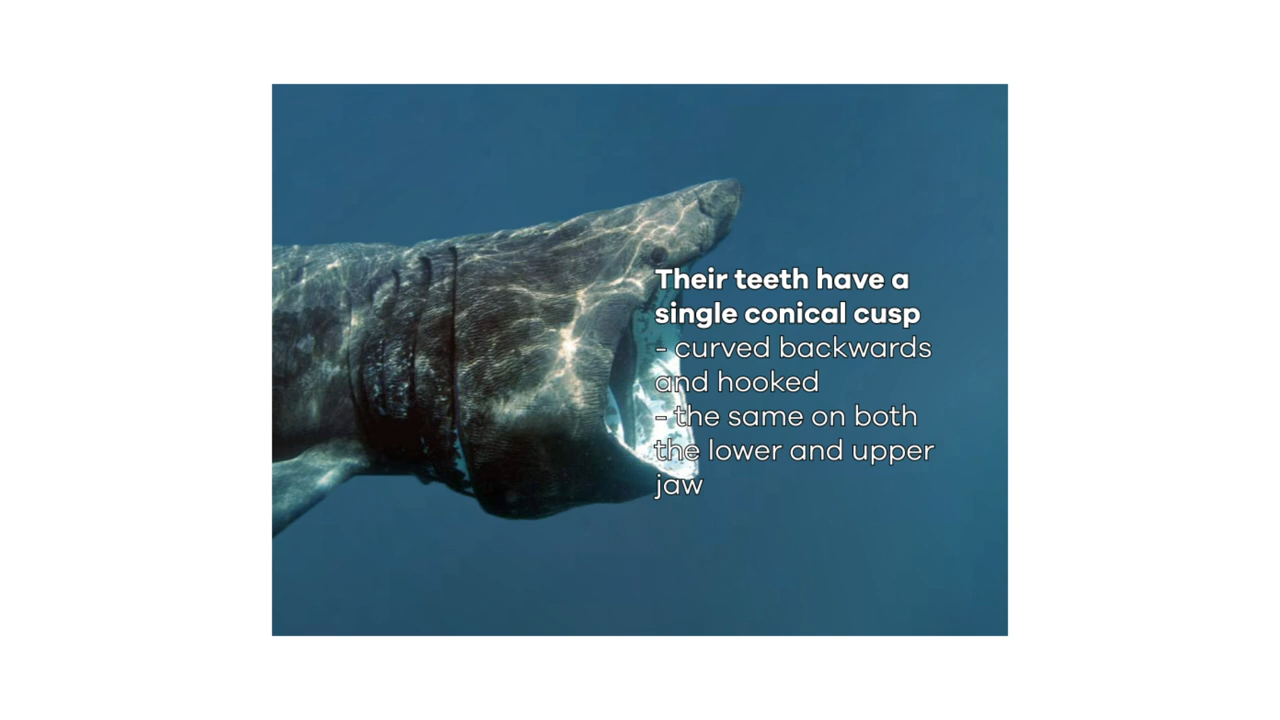 Their teeth have a
single conical cusp
- curved backwards
and hooked
- the same on both
the lower and upper
jaw